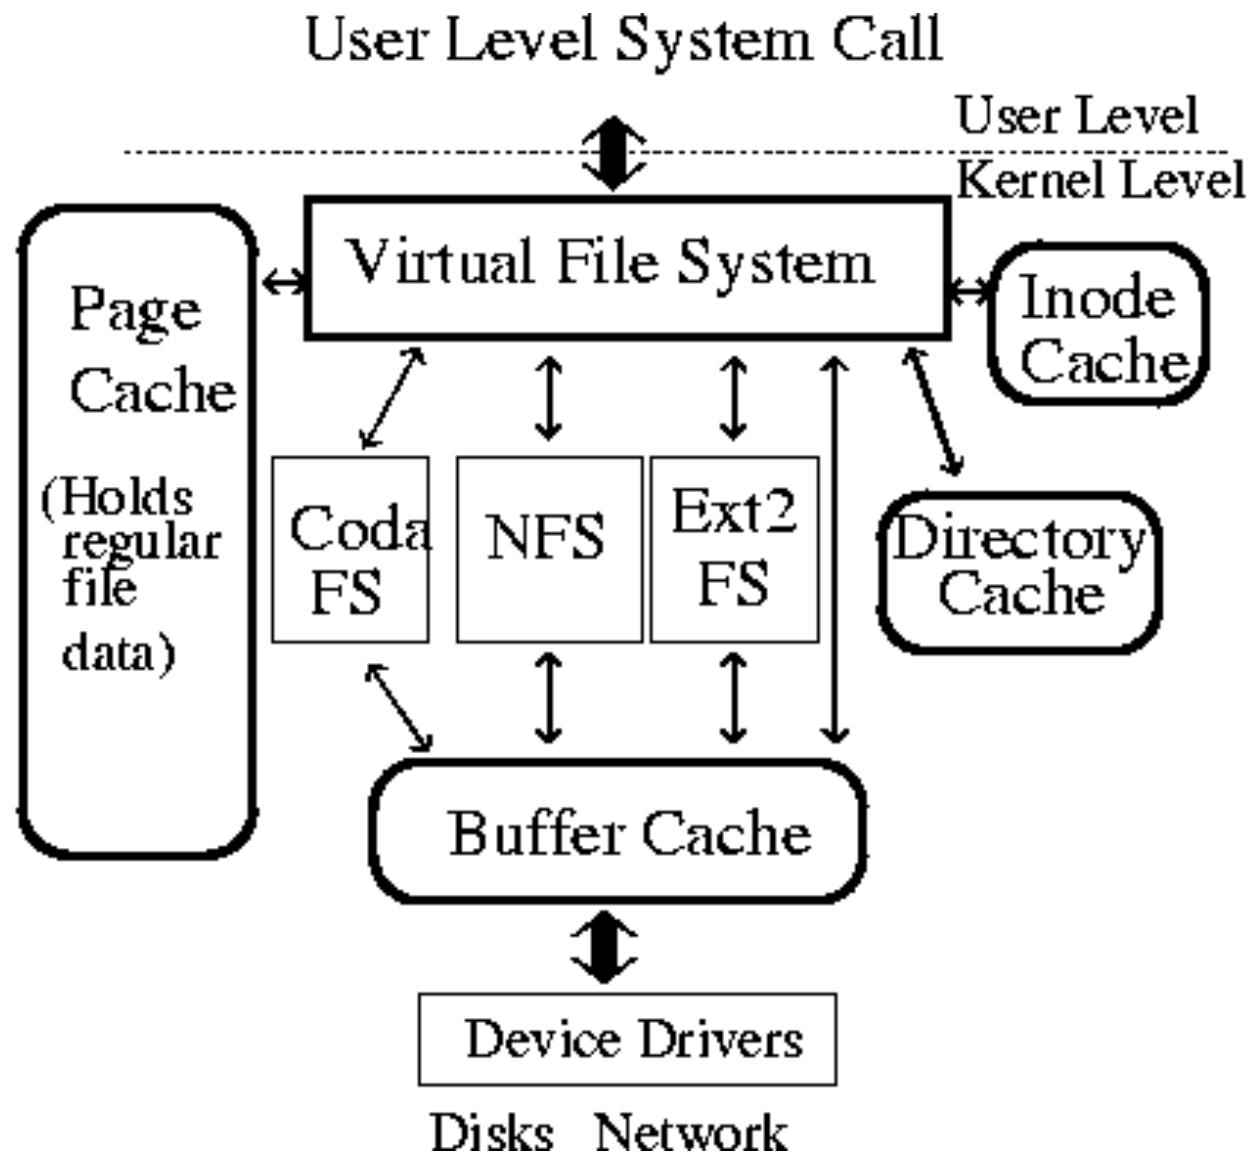 User Level System Call
User Level
Kernel Level
Virtual File System
Page
Cache
(Holds
regular
file
data)
Inode
Cache
Coda
FS
NFS
Ext2
FS
Directory
Cache
Buffer Cache
Device Drivers
Disks Network